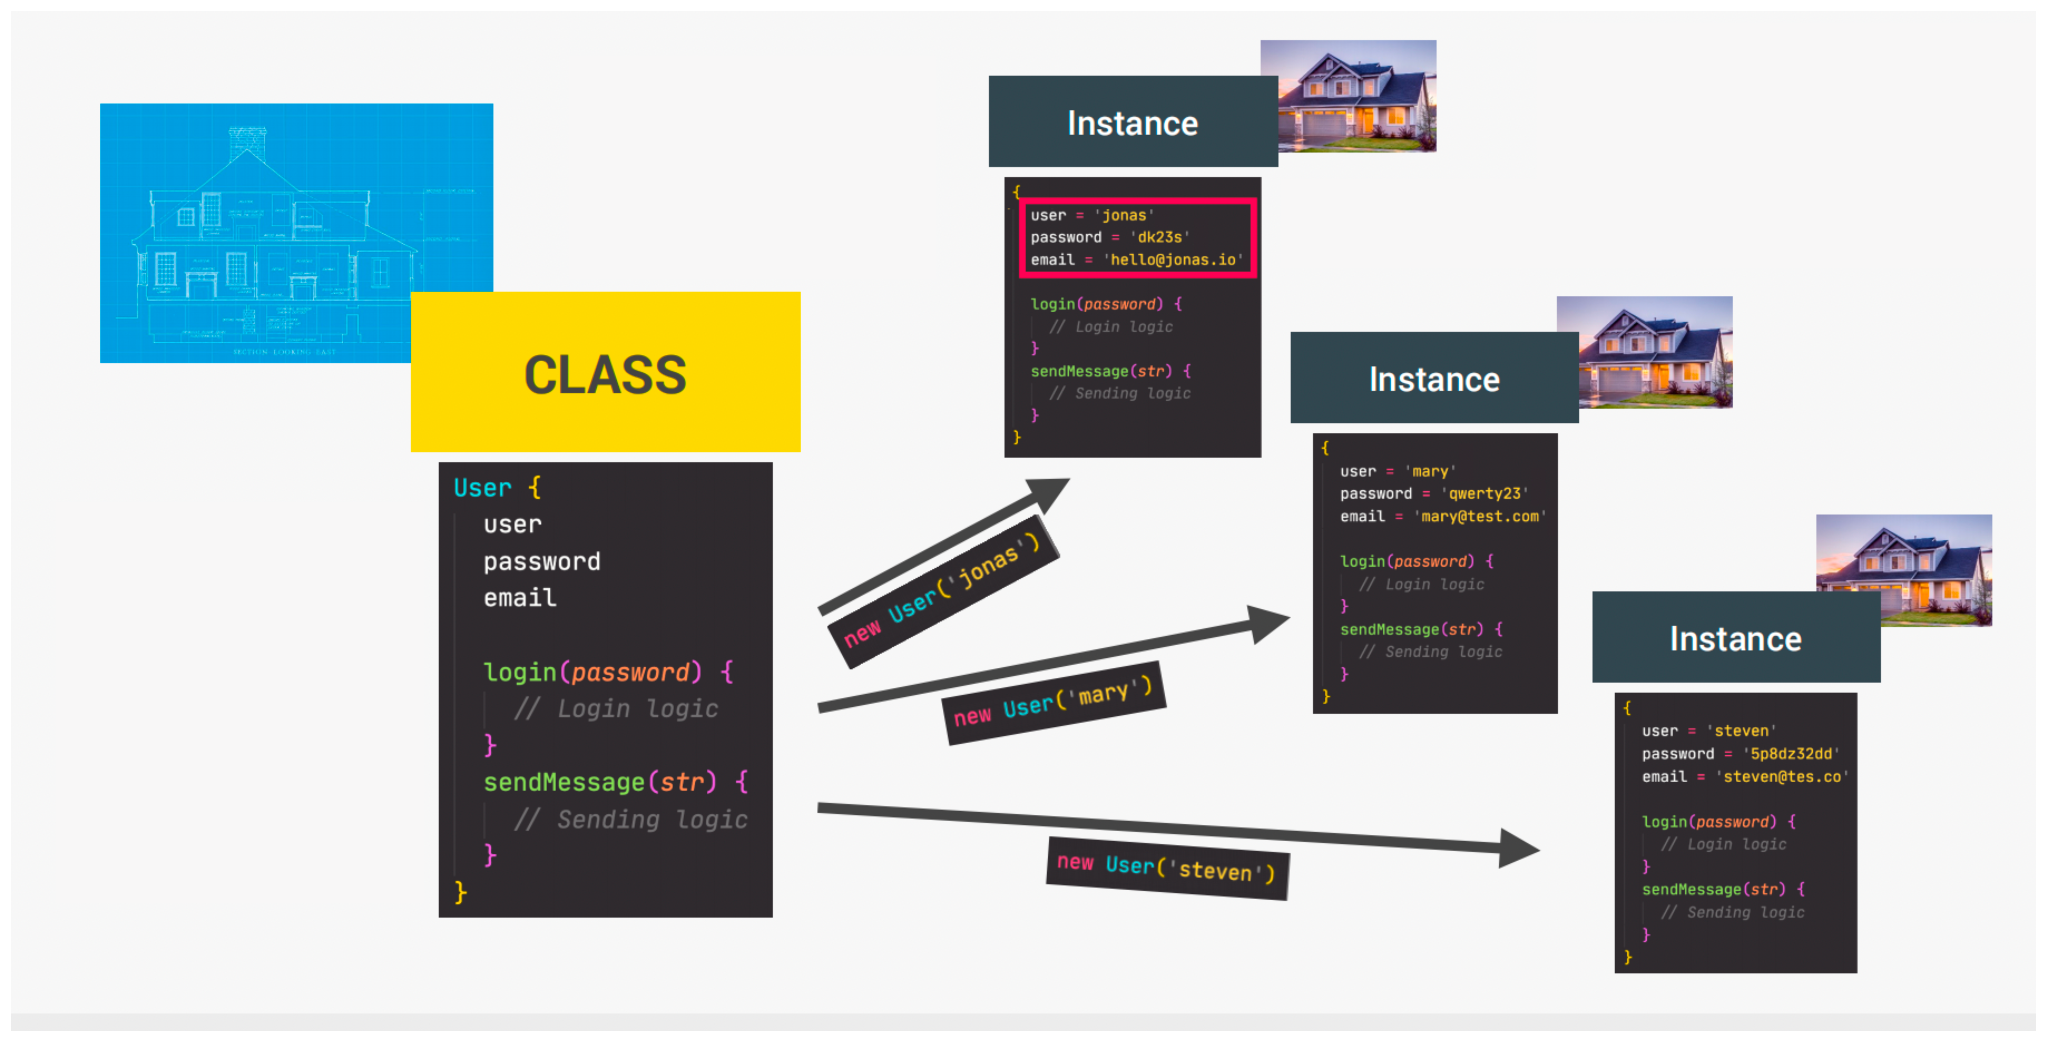 SECTION LOOKING EAST
CLASS
User {
user
password
email
login(password) {
// Login logic
}
sendMessage(str) {
// Sending logic
}
}
new User('jonas')
new User('mary')
new User('steven')
Instance
{
user = 'jonas'
password = 'dk23s'
email = 'hello@jonas.io'
login(password) {
// Login logic
}
sendMessage(str) {
// Sending logic
}
}
Instance
{
user = 'mary'
password = 'qwerty23'
email = 'mary@test.com'
login(password) {
// Login logic
}
sendMessage(str) {
// Sending logic
}
}
Instance
{
user = 'steven'
password = '5p8dz32dd'
email = 'steven@tes.co'
login(password) {
// Login logic
}
sendMessage(str) {
// Sending logic
}
}